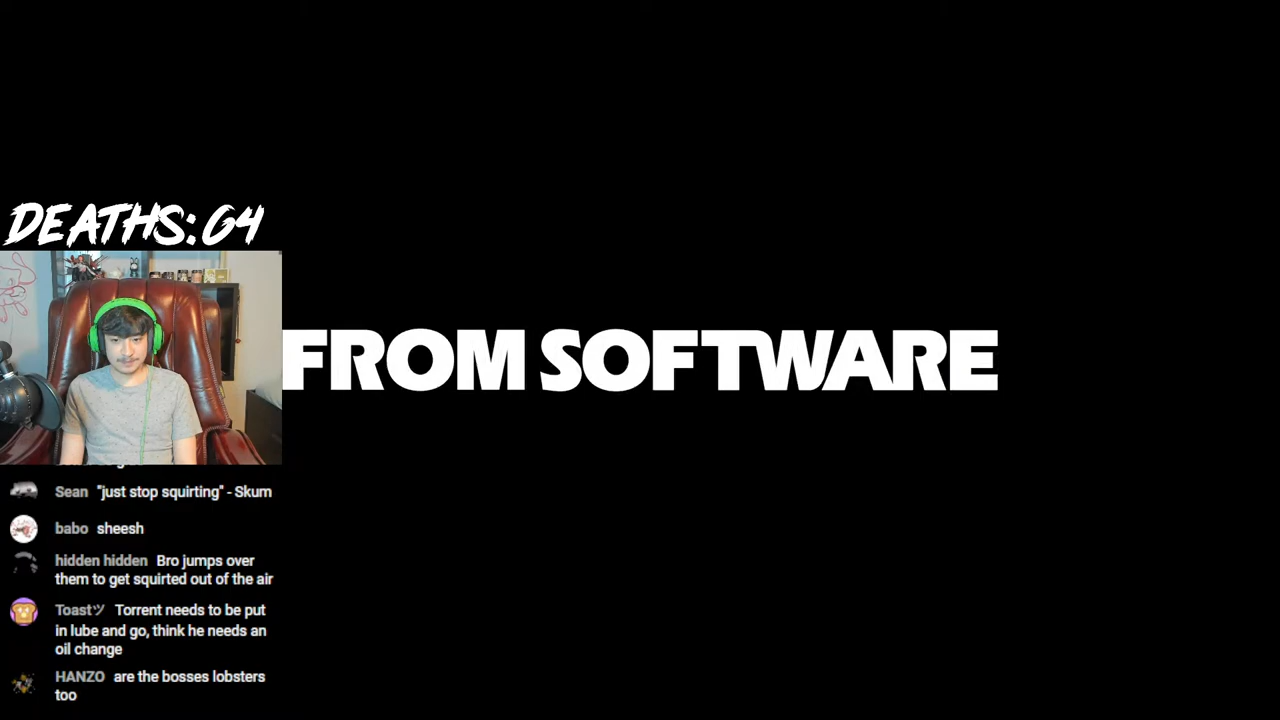 DEATHS:64
FROM SOFTWARE
Sean "just stop squirting" - Skum
babo sheesh
hidden hidden Bro jumps over
them to get squirted out of the air
Toastツ Torrent needs to be put
in lube and go, think he needs an
oil change
HANZO are the bosses lobsters
too